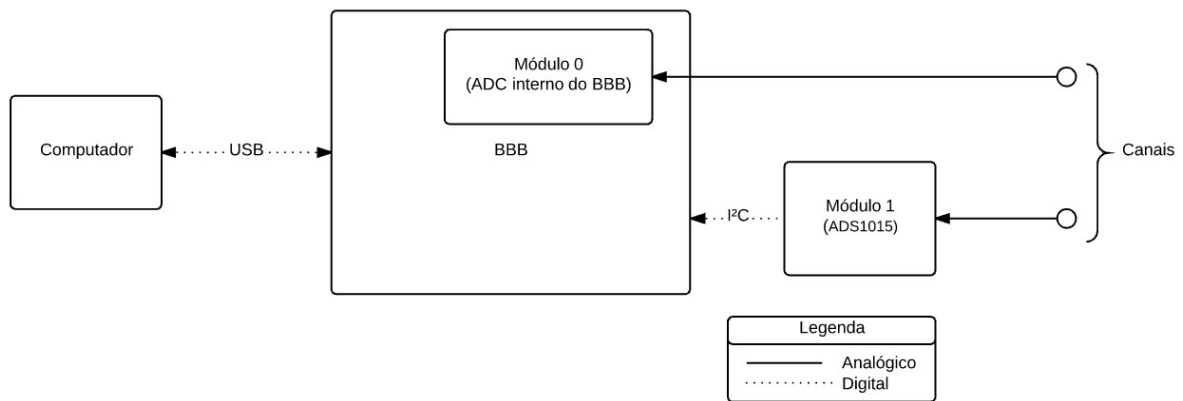 Módulo 0
(ADC interno do BBB)
Computador
USB
BBB
Canais
I²C
Módulo 1
(ADS1015)
Legenda
Analógico
Digital